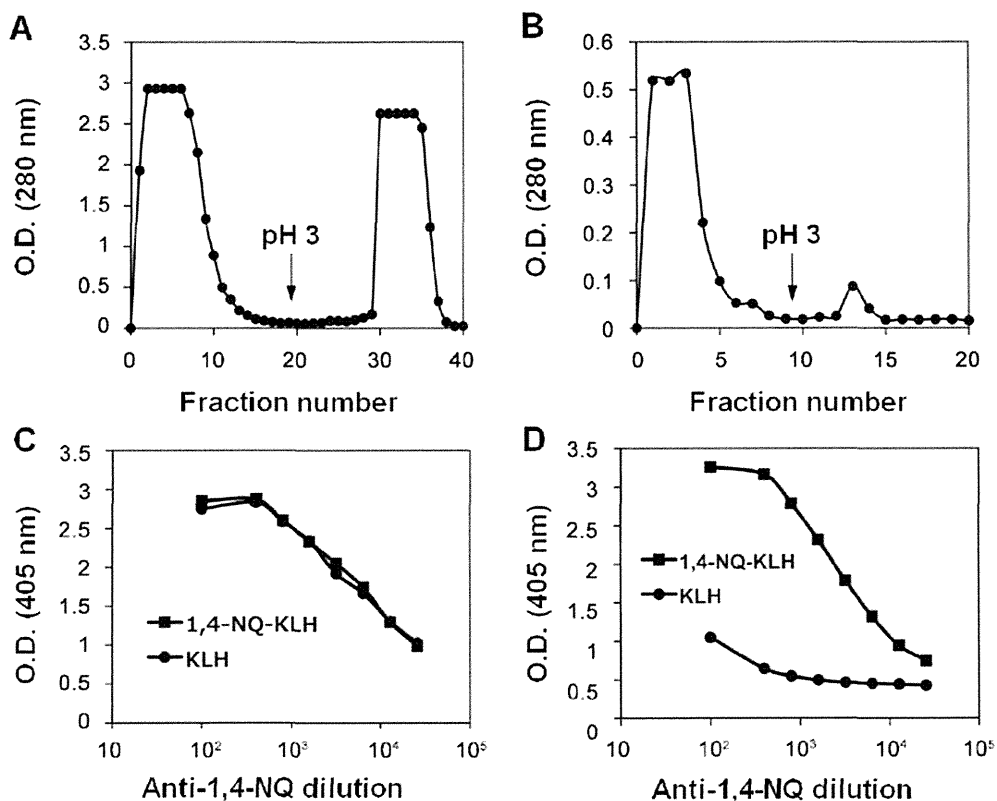 A
B
3.5
3
2.5
2
1.5
1
0.5
0
O.D. (280 nm)
pH 3
0
10
20
30
40
Fraction number
0.6
0.5
0.4
0.3
0.2
0.1
0
O.D. (280 nm)
pH 3
0
5
10
15
20
Fraction number
C
D
3.5
3
2.5
2
1.5
1
0.5
0
O.D. (405 nm)
1,4-NQ-KLH
KLH
10
10²
10³
10⁴
10⁵
Anti-1,4-NQ dilution
3.5
3
2.5
2
1.5
1
0.5
0
O.D. (405 nm)
1,4-NQ-KLH
KLH
10
10²
10³
10⁴
10⁵
Anti-1,4-NQ dilution